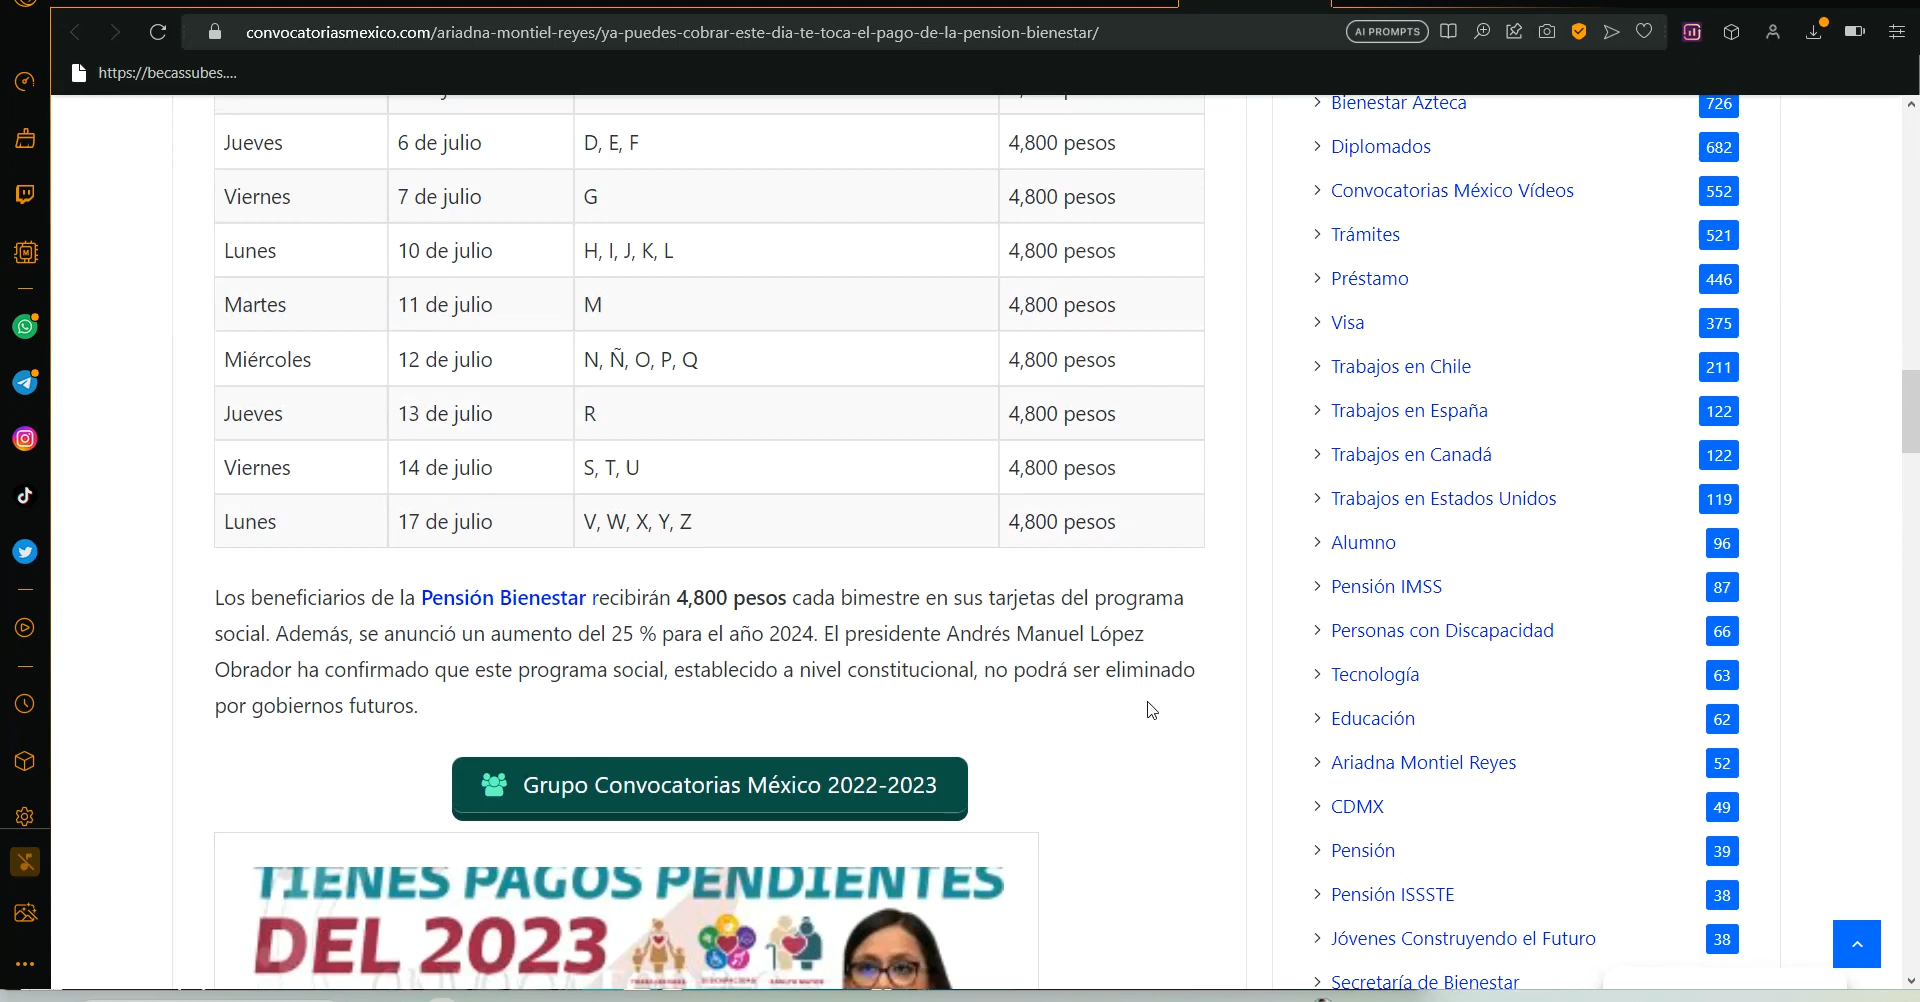 convocatoriasmexico.com/ariadna-montiel-reyes/ya-puedes-cobrar-este-dia-te-toca-el-pago-de-la-pension-bienestar/
AI PROMPTS
https://becassubes....
Jueves 6 de julio D, E, F 4,800 pesos
Viernes 7 de julio G 4,800 pesos
Lunes 10 de julio H, I, J, K, L 4,800 pesos
Martes 11 de julio M 4,800 pesos
Miércoles 12 de julio N, Ñ, O, P, Q 4,800 pesos
Jueves 13 de julio R 4,800 pesos
Viernes 14 de julio S, T, U 4,800 pesos
Lunes 17 de julio V, W, X, Y, Z 4,800 pesos
Los beneficiarios de la Pensión Bienestar recibirán 4,800 pesos cada bimestre en sus tarjetas del programa
social. Además, se anunció un aumento del 25 % para el año 2024. El presidente Andrés Manuel López
Obrador ha confirmado que este programa social, establecido a nivel constitucional, no podrá ser eliminado
por gobiernos futuros.
Grupo Convocatorias México 2022-2023
TIENES PAGOS PENDIENTES
DEL 2023
Bienestar Azteca 726
Diplomados 682
Convocatorias México Vídeos 552
Trámites 521
Préstamo 446
Visa 375
Trabajos en Chile 211
Trabajos en España 122
Trabajos en Canadá 122
Trabajos en Estados Unidos 119
Alumno 96
Pensión IMSS 87
Personas con Discapacidad 66
Tecnología 63
Educación 62
Ariadna Montiel Reyes 52
CDMX 49
Pensión 39
Pensión ISSSTE 38
Jóvenes Construyendo el Futuro 38
Secretaría de Bienestar